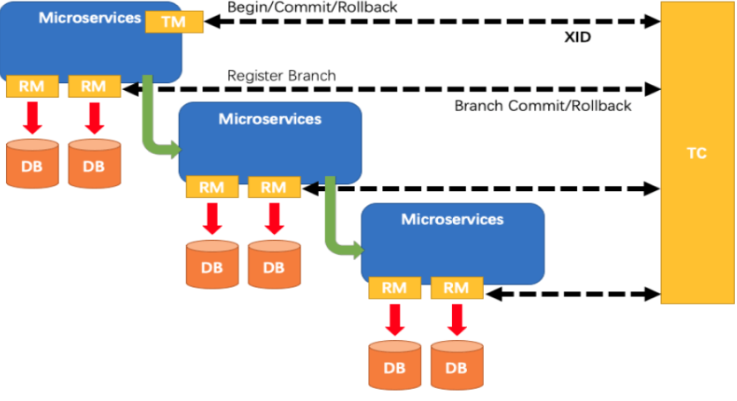 Begin/Commit/Rollback
Microservices
TM
XID
RM
RM
Register Branch
Branch Commit/Rollback
Microservices
TC
DB
DB
RM
RM
Microservices
DB
DB
RM
RM
DB
DB